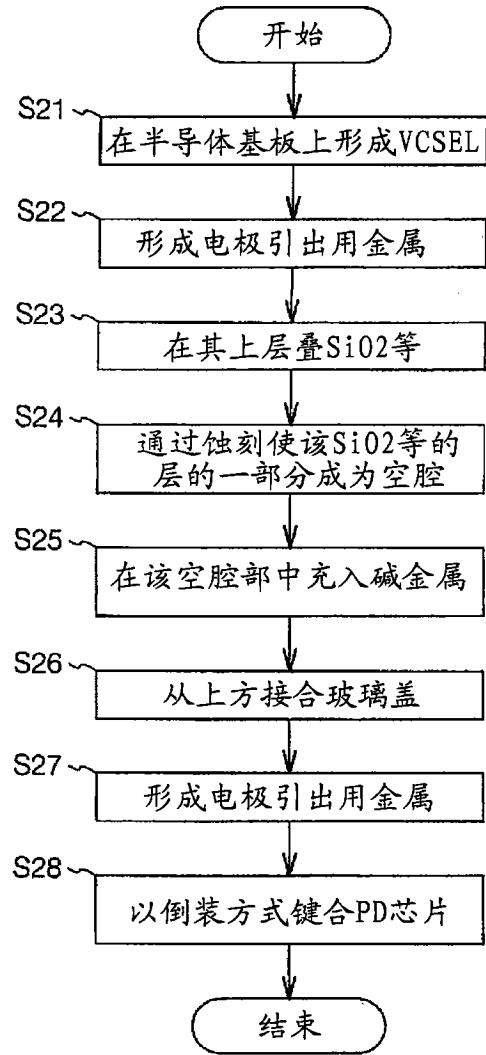 开始
S21
在半导体基板上形成VCSEL
S22
形成电极引出用金属
S23
在其上层叠SiO2等
S24
通过蚀刻使该SiO2等的
层的一部分成为空腔
S25
在该空腔部中充入碱金属
S26
从上方接合玻璃盖
S27
形成电极引出用金属
S28
以倒装方式键合PD芯片
结束